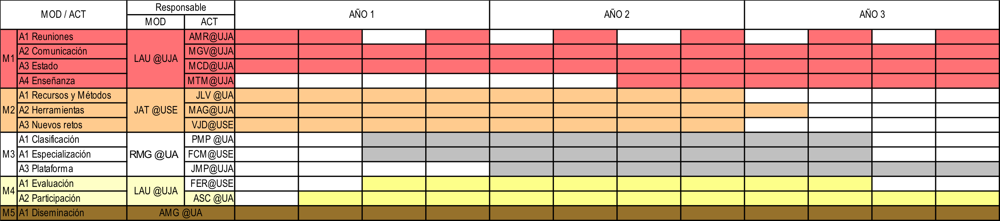 MOD / ACT Responsable AÑO 1 AÑO 2 AÑO 3
MOD ACT
M1 A1 Reuniones LAU @UJA AMR@UJA
A2 Comunicación MGV@UJA
A3 Estado MCD@UJA
A4 Enseñanza MTM@UJA
M2 A1 Recursos y Métodos JAT @USE JLV @UA
A2 Herramientas MAG@UJA
A3 Nuevos retos VJD@USE
M3 A1 Clasificación RMG @UA PMP @UA
A1 Especialización FCM@USE
A3 Plataforma JMP@UJA
M4 A1 Evaluación LAU @UJA FER@USE
A2 Participación ASC @UA
M5 A1 Diseminación AMG @UA